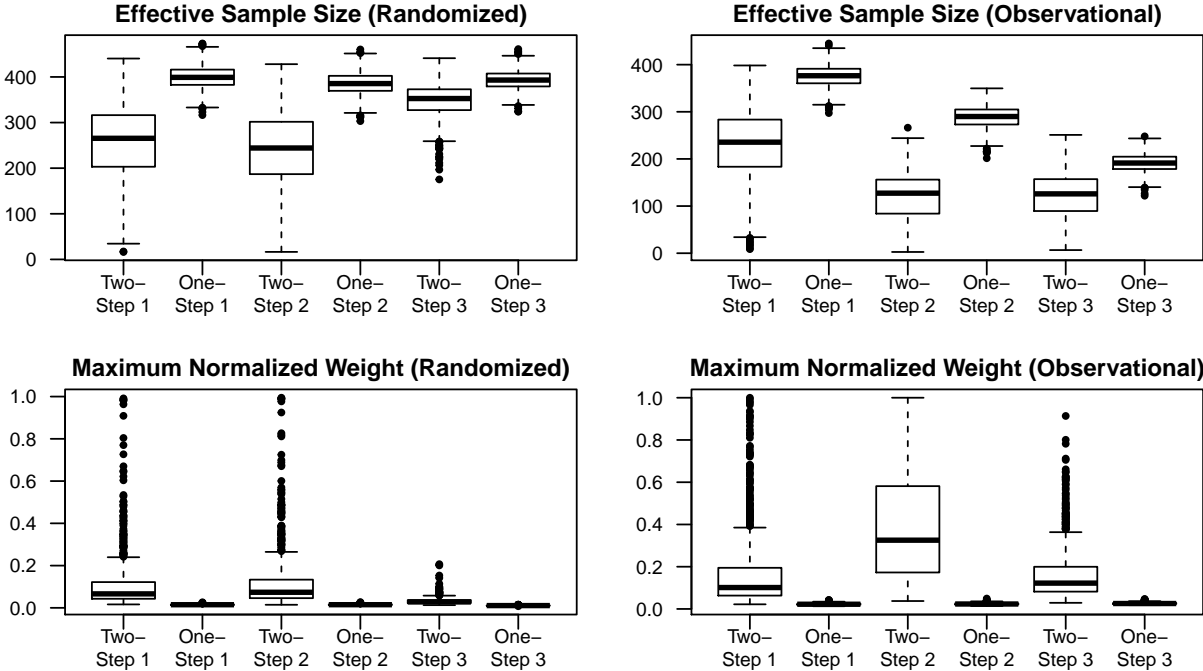 Effective Sample Size (Randomized)
400
300
200
100
0
Two−
Step 1
One−
Step 1
Two−
Step 2
One−
Step 2
Two−
Step 3
One−
Step 3
Effective Sample Size (Observational)
400
300
200
100
0
Two−
Step 1
One−
Step 1
Two−
Step 2
One−
Step 2
Two−
Step 3
One−
Step 3
Maximum Normalized Weight (Randomized)
1.0
0.8
0.6
0.4
0.2
0.0
Two−
Step 1
One−
Step 1
Two−
Step 2
One−
Step 2
Two−
Step 3
One−
Step 3
Maximum Normalized Weight (Observational)
1.0
0.8
0.6
0.4
0.2
0.0
Two−
Step 1
One−
Step 1
Two−
Step 2
One−
Step 2
Two−
Step 3
One−
Step 3